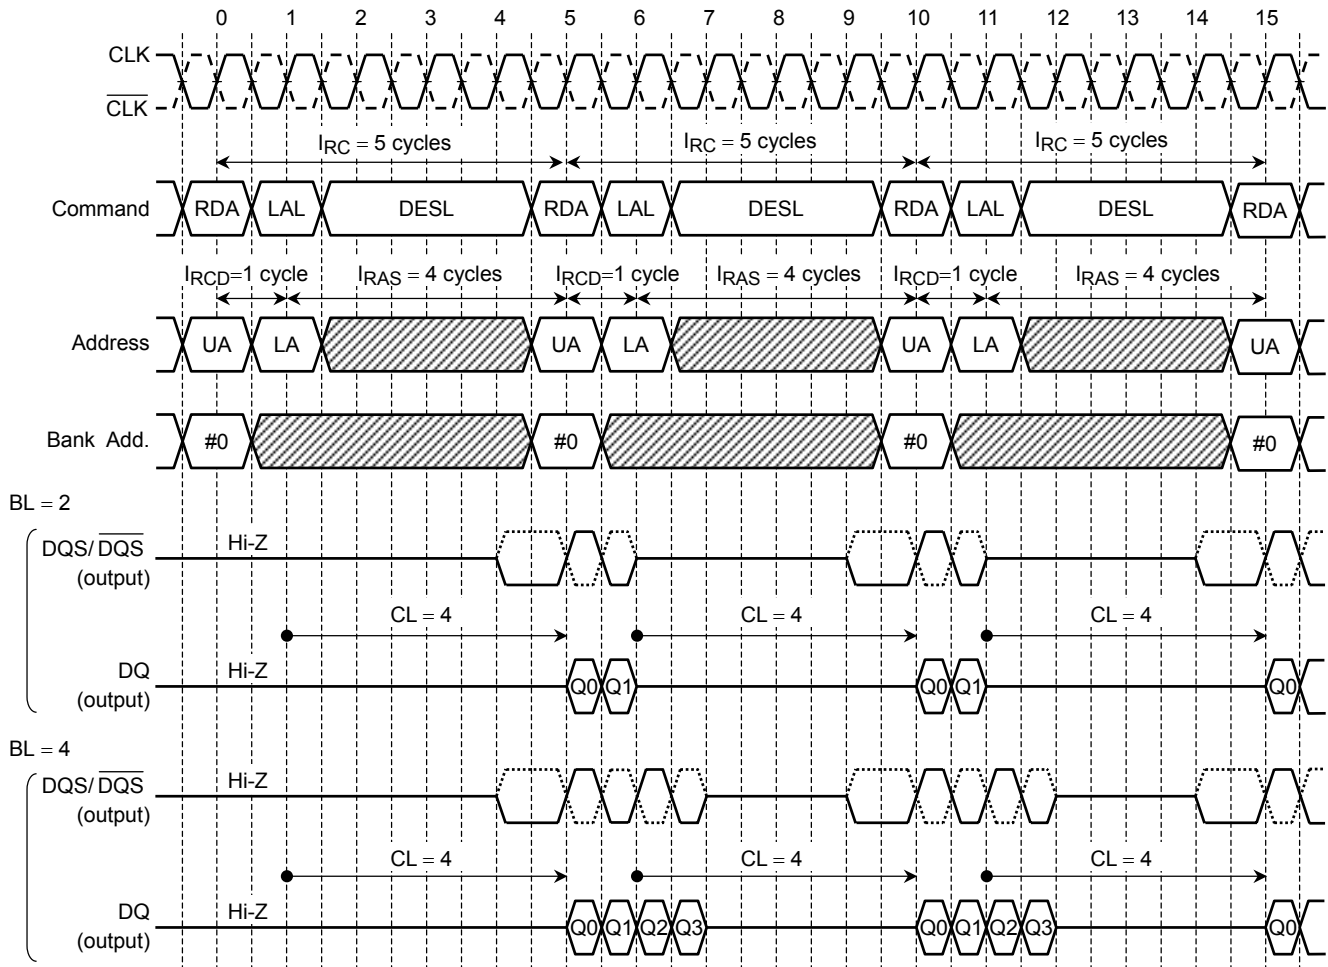 0 1 2 3 4 5 6 7 8 9 10 11 12 13 14 15
CLK
CLK
IRC = 5 cycles IRC = 5 cycles IRC = 5 cycles
Command RDA LAL DESL RDA LAL DESL RDA LAL DESL RDA
IRCD=1 cycle IRAS = 4 cycles IRCD=1 cycle IRAS = 4 cycles IRCD=1 cycle IRAS = 4 cycles
Address UA LA UA LA UA LA UA
Bank Add. #0 #0 #0 #0
BL = 2
DQS/DQS Hi-Z
(output)
CL = 4 CL = 4 CL = 4
DQ Hi-Z Q0 Q1 Q0 Q1 Q0
(output)
BL = 4
DQS/DQS Hi-Z
(output)
CL = 4 CL = 4 CL = 4
DQ Hi-Z Q0 Q1 Q2 Q3 Q0 Q1 Q2 Q3 Q0
(output)